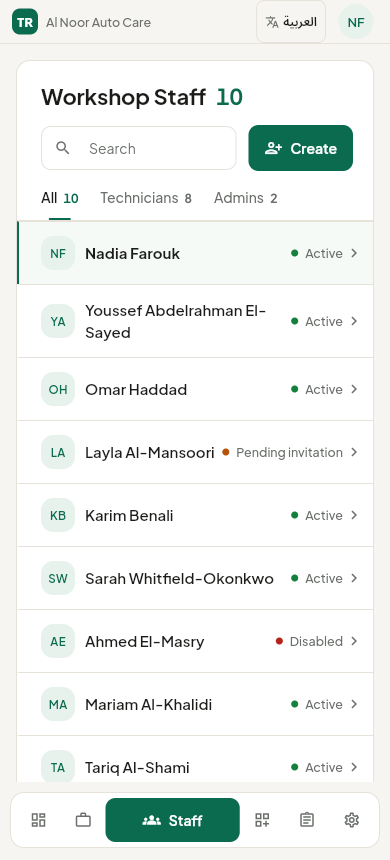 TR Al Noor Auto Care العربية NF
Workshop Staff 10
Search Create
All 10 Technicians 8 Admins 2
NF Nadia Farouk Active
YA Youssef Abdelrahman El-
Sayed Active
OH Omar Haddad Active
LA Layla Al-Mansoori Pending invitation
KB Karim Benali Active
SW Sarah Whitfield-Okonkwo Active
AE Ahmed El-Masry Disabled
MA Mariam Al-Khalidi Active
TA Tariq Al-Shami Active
Staff